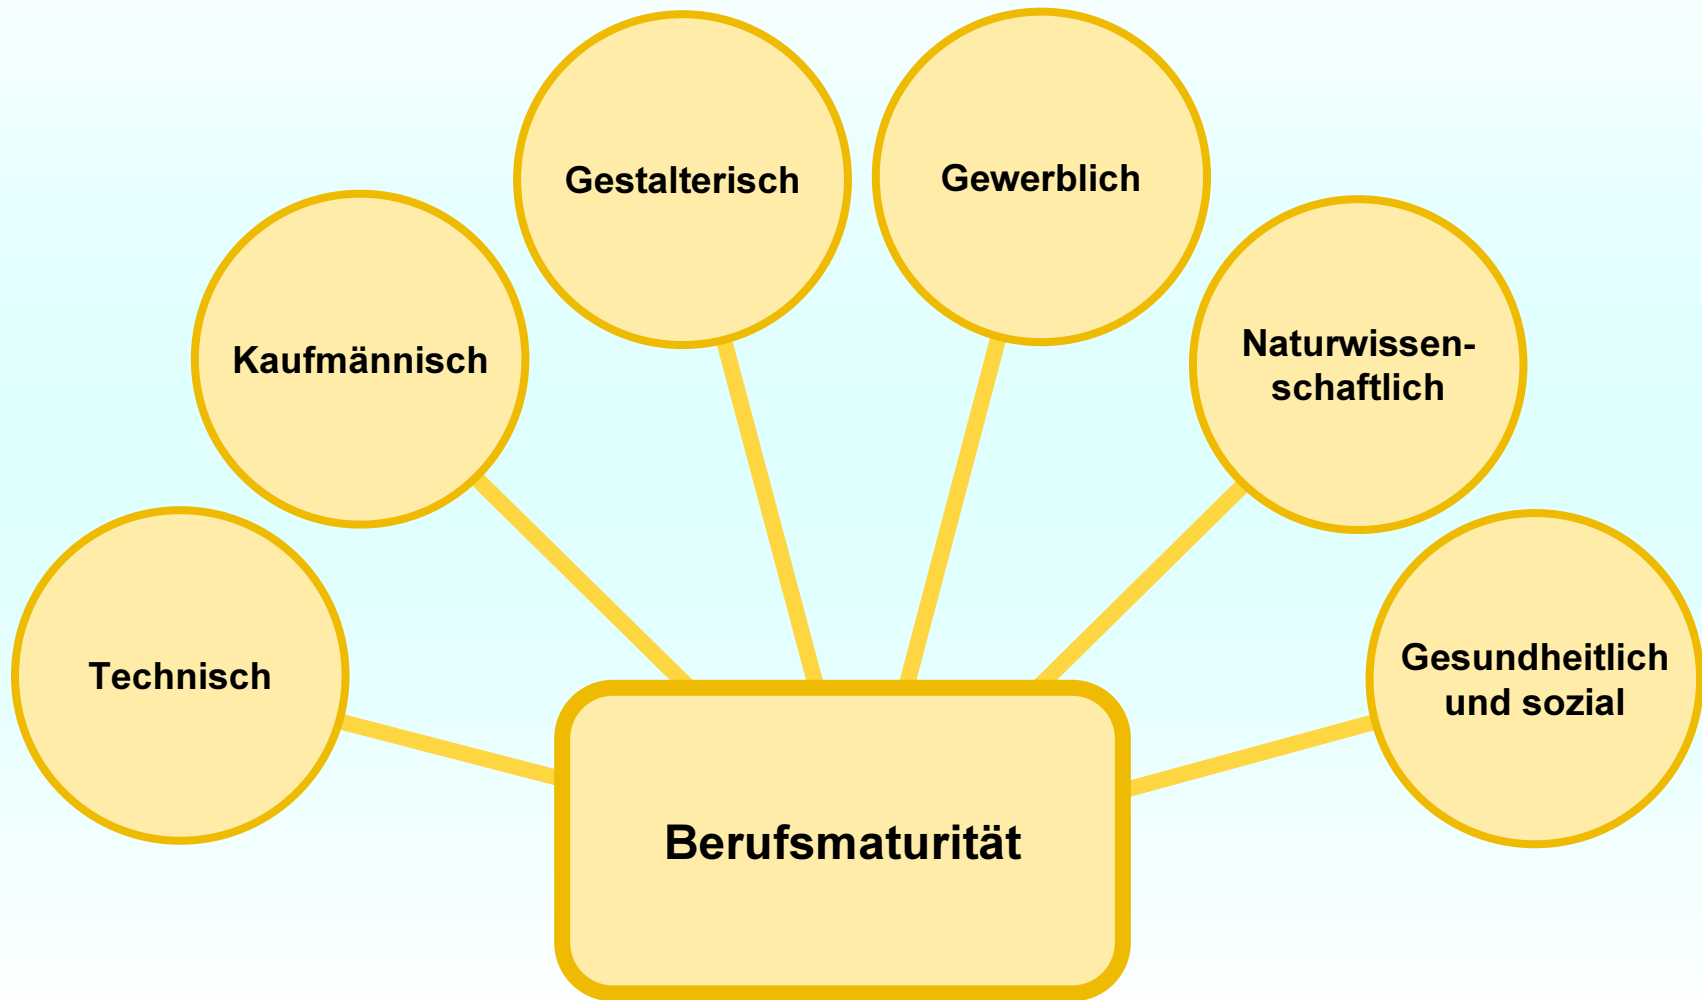 Gestalterisch
Gewerblich
Kaufmännisch
Naturwissen-
schaftlich
Technisch
Gesundheitlich
und sozial
Berufsmaturität